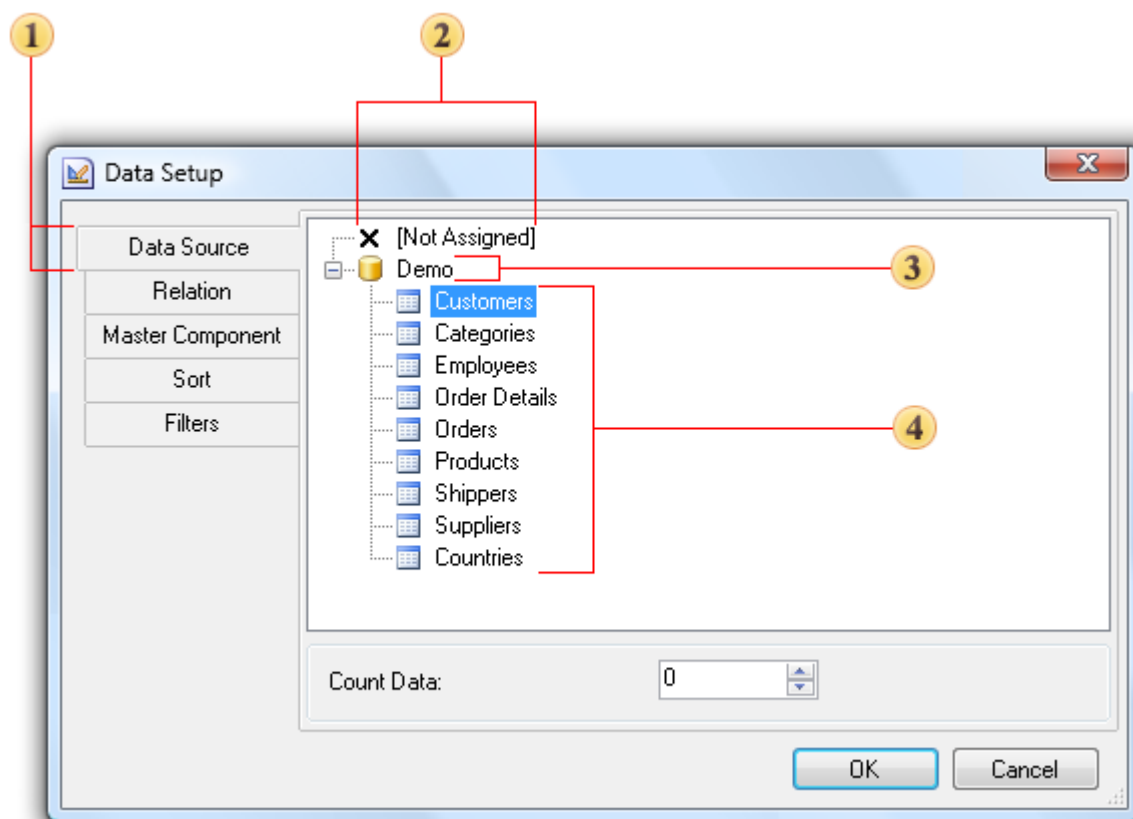 1
2
Data Setup
Data Source
Relation
Master Component
Sort
Filters
[Not Assigned]
Demo
3
Customers
Categories
Employees
Order Details
Orders
4
Products
Shippers
Suppliers
Countries
Count Data:
0
OK
Cancel